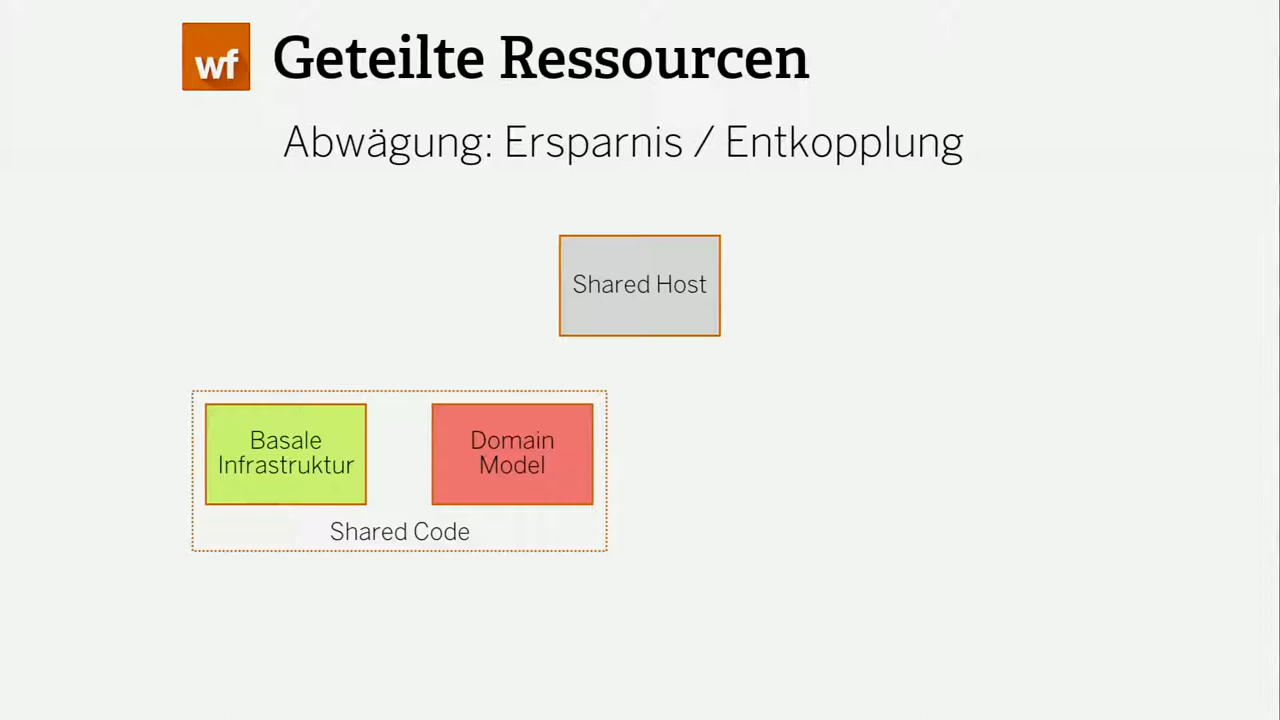 wf
Geteilte Ressourcen
Abwägung: Ersparnis / Entkopplung
Shared Host
Basale
Infrastruktur
Domain
Model
Shared Code